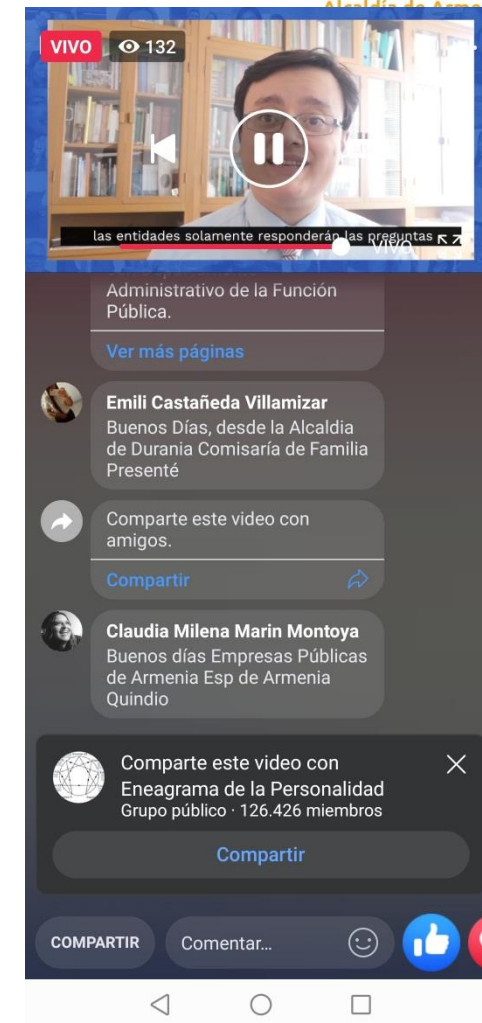 Alcaldía de Arme
VIVO 132
las entidades solamente responderán las preguntas
VIVO
Administrativo de la Función
Pública.
Ver más páginas
Emili Castañeda Villamizar
Buenos Días, desde la Alcaldia
de Durania Comisaría de Familia
Presenté
Comparte este video con
amigos.
Compartir
Claudia Milena Marin Montoya
Buenos días Empresas Públicas
de Armenia Esp de Armenia
Quindio
Comparte este video con
Eneagrama de la Personalidad
Grupo público · 126.426 miembros
Compartir
COMPARTIR
Comentar...